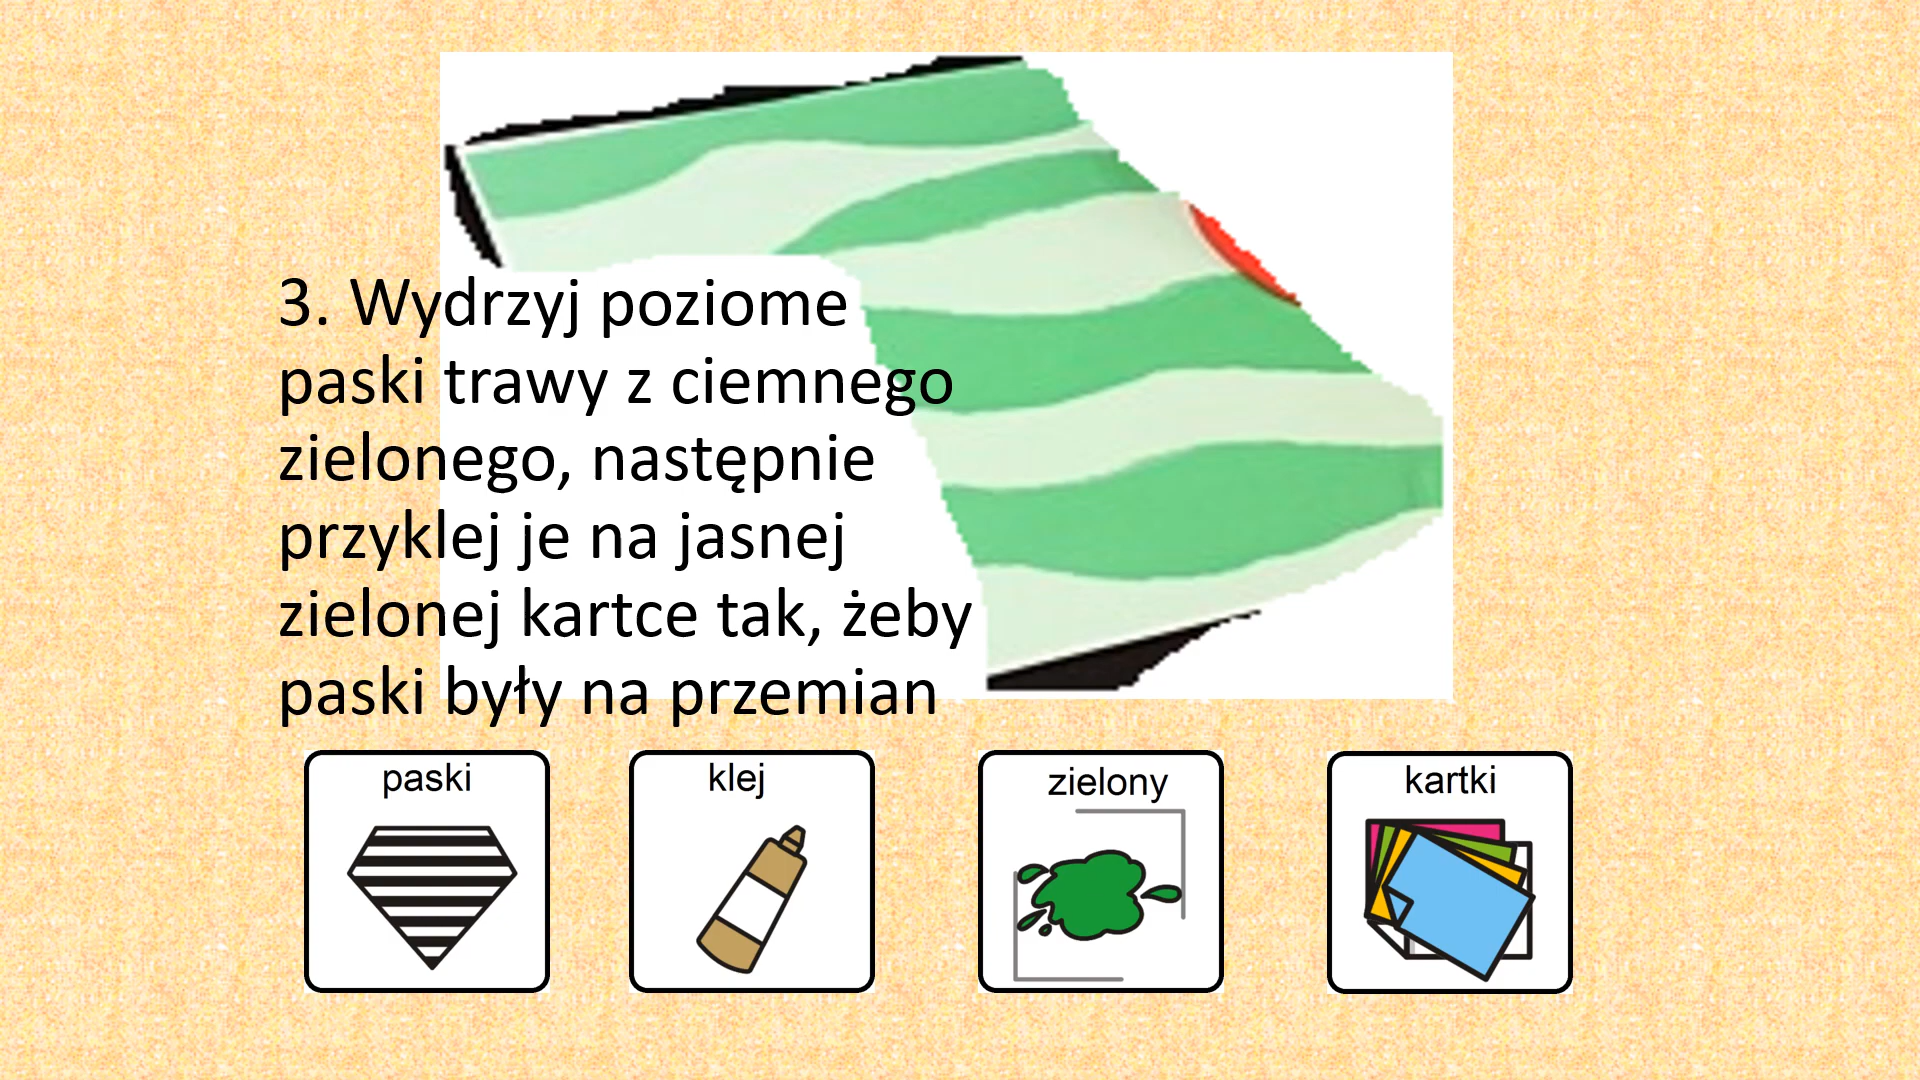 3. Wydrzyj poziome
paski trawy z ciemnego
zielonego, następnie
przyklej je na jasnej
zielonej kartce tak, żeby
paski były na przemian
paski
klej
zielony
kartki